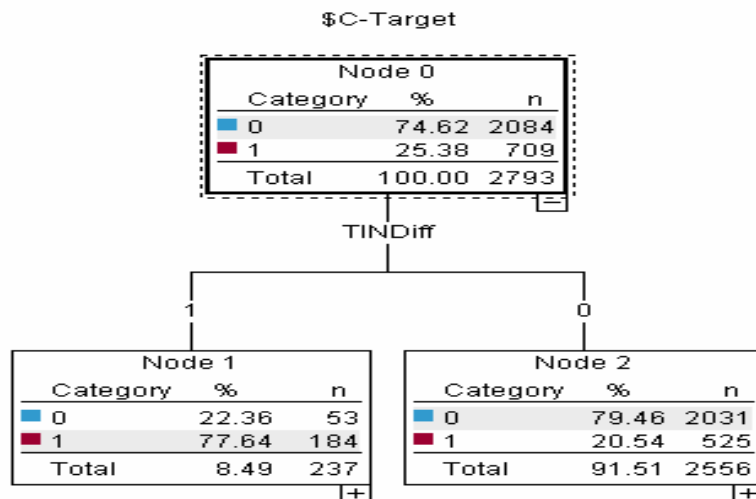 $C-Target
Node 0
Category % n
0 74.62 2084
1 25.38 709
Total 100.00 2793
TINDiff
1
0
Node 1
Category % n
0 22.36 53
1 77.64 184
Total 8.49 237
Node 2
Category % n
0 79.46 2031
1 20.54 525
Total 91.51 2556